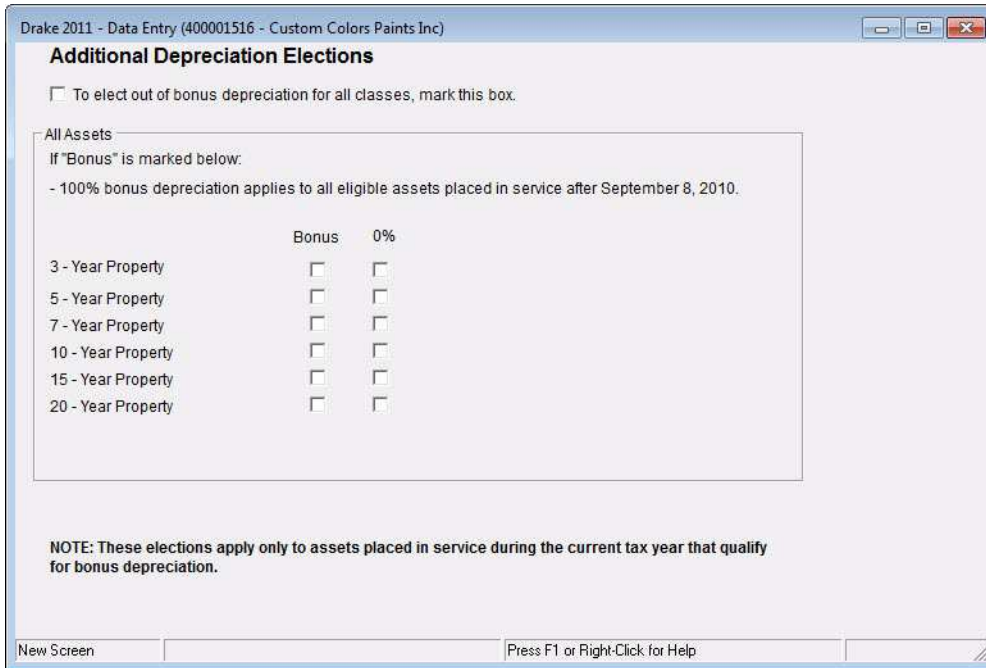 Drake 2011 - Data Entry (400001516 - Custom Colors Paints Inc)
Additional Depreciation Elections
To elect out of bonus depreciation for all classes, mark this box.
All Assets
If "Bonus" is marked below:
- 100% bonus depreciation applies to all eligible assets placed in service after September 8, 2010.
Bonus 0%
3 - Year Property
5 - Year Property
7 - Year Property
10 - Year Property
15 - Year Property
20 - Year Property
NOTE: These elections apply only to assets placed in service during the current tax year that qualify
for bonus depreciation.
New Screen Press F1 or Right-Click for Help